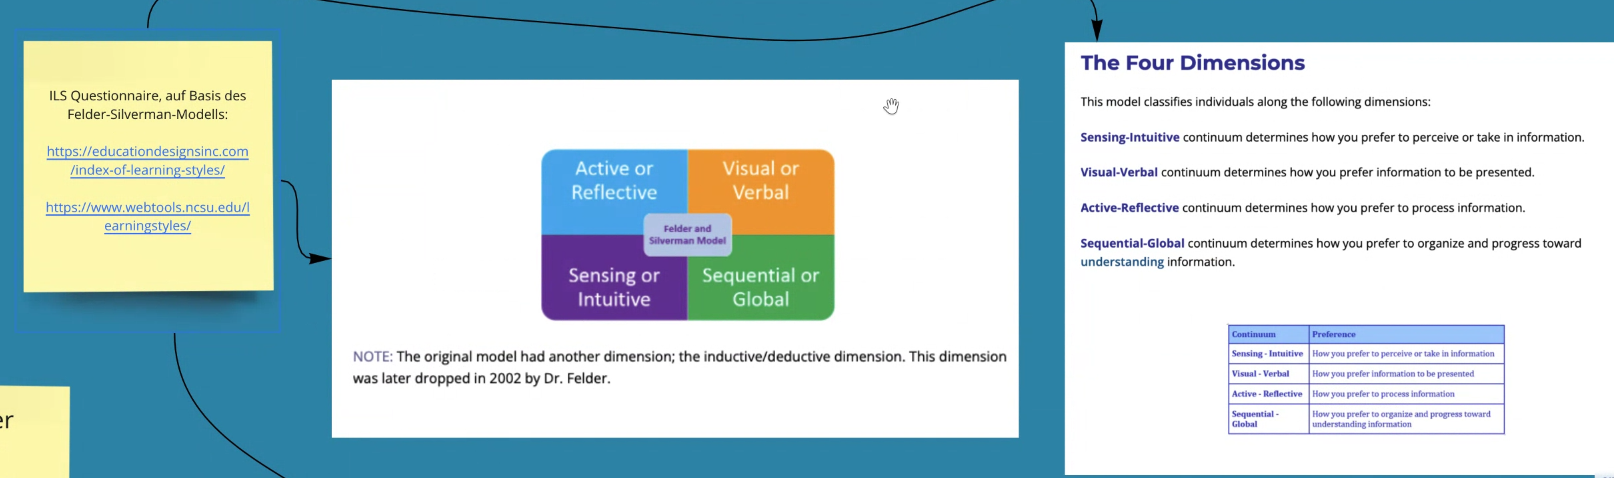 ILS Questionnaire, auf Basis des
Felder-Silverman-Modells:
https://educationdesignsinc.com
/index-of-learning-styles/
https://www.webtools.ncsu.edu/l
earningstyles/
er
Active or
Reflective
Visual or
Verbal
Felder and
Silverman Model
Sensing or
Intuitive
Sequential or
Global
NOTE: The original model had another dimension; the inductive/deductive dimension. This dimension
was later dropped in 2002 by Dr. Felder.
The Four Dimensions
This model classifies individuals along the following dimensions:
Sensing-Intuitive continuum determines how you prefer to perceive or take in information.
Visual-Verbal continuum determines how you prefer information to be presented.
Active-Reflective continuum determines how you prefer to process information.
Sequential-Global continuum determines how you prefer to organize and progress toward
understanding information.
Continuum Preference
Sensing - Intuitive How you prefer to perceive or take in information
Visual - Verbal How you prefer information to be presented
Active - Reflective How you prefer to process information
Sequential - How you prefer to organize and progress toward
Global understanding information